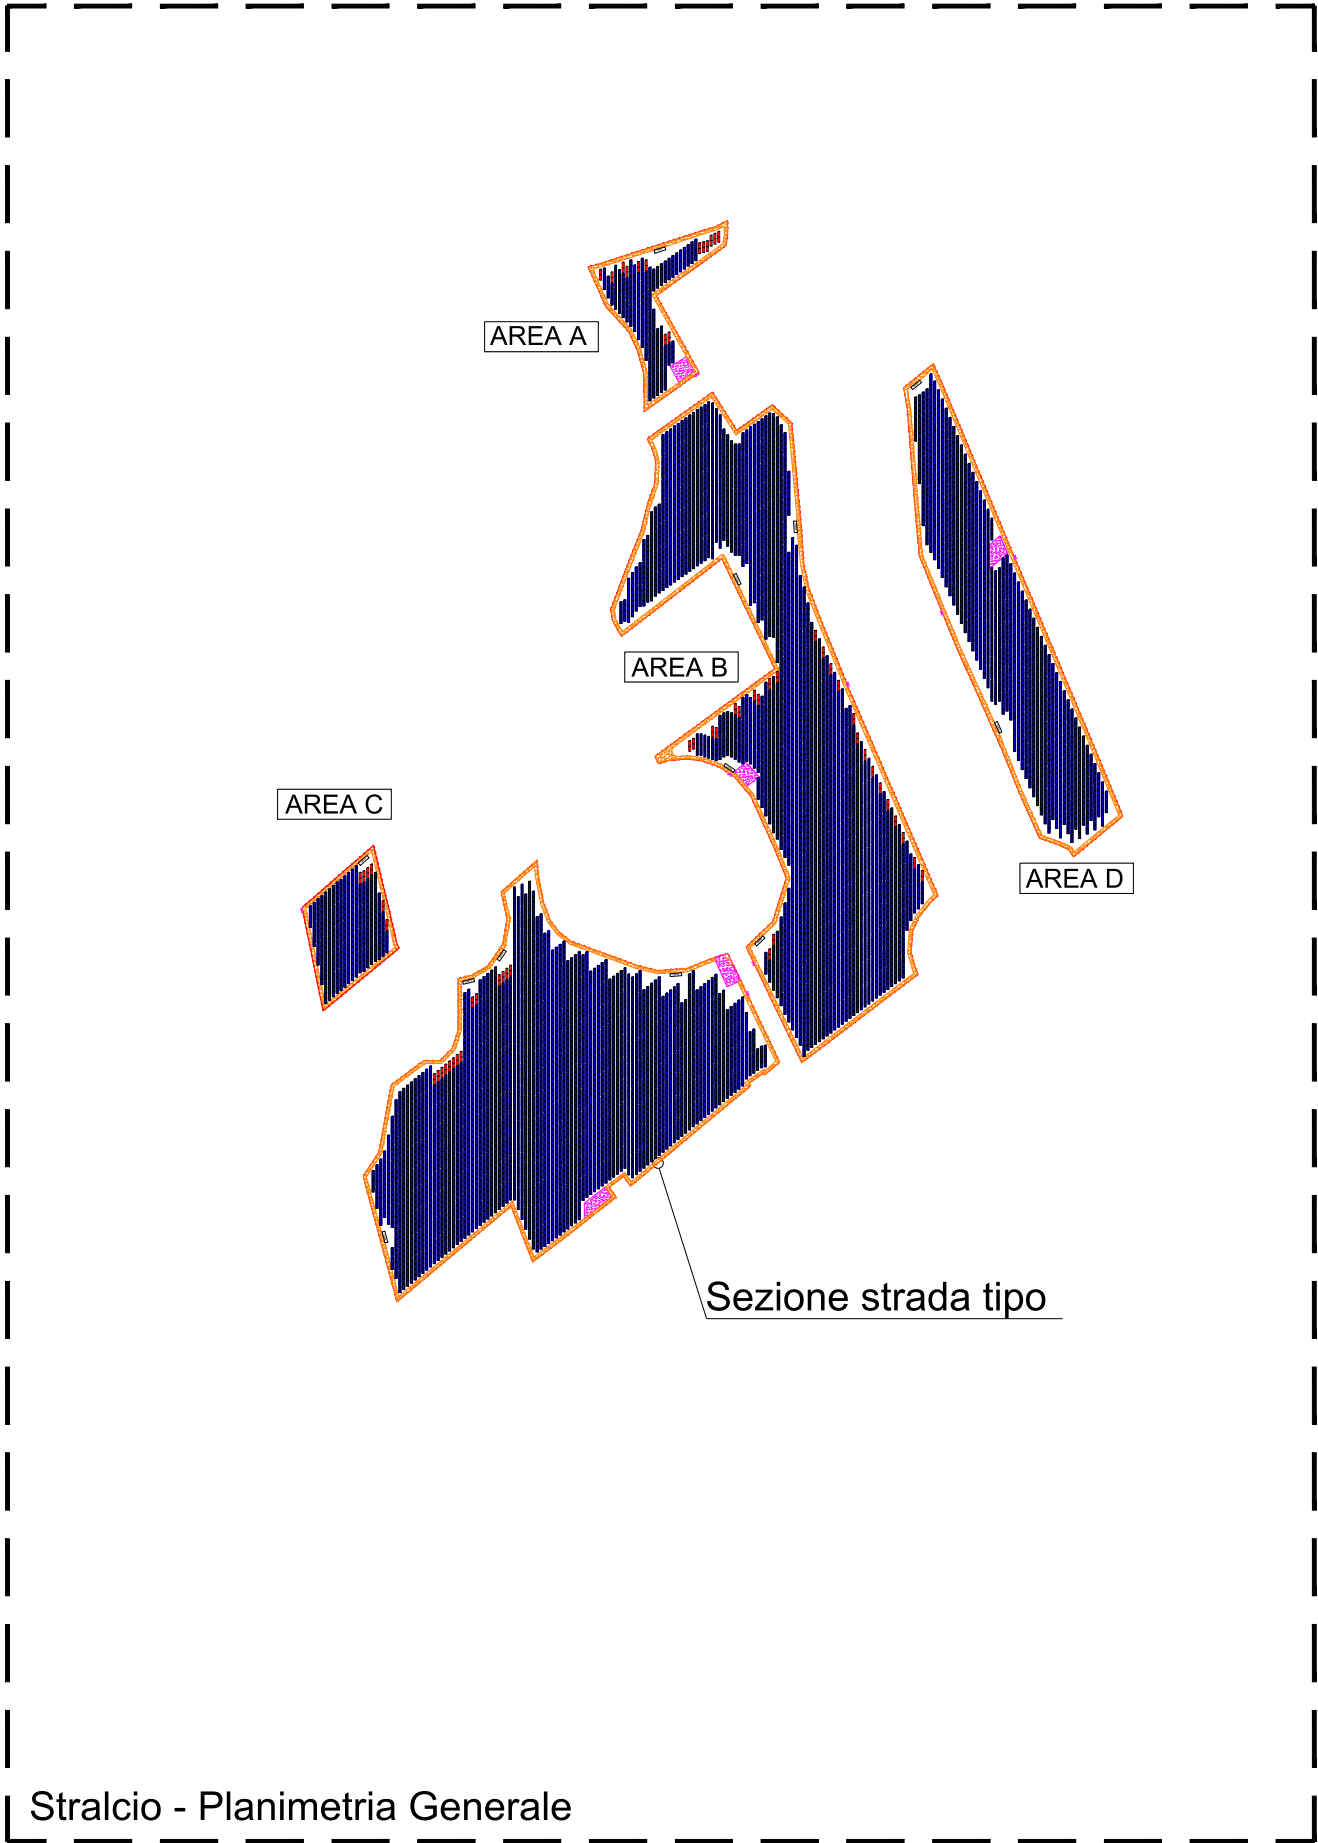 AREA A
AREA B
AREA C
AREA D
Sezione strada tipo
Stralcio - Planimetria Generale